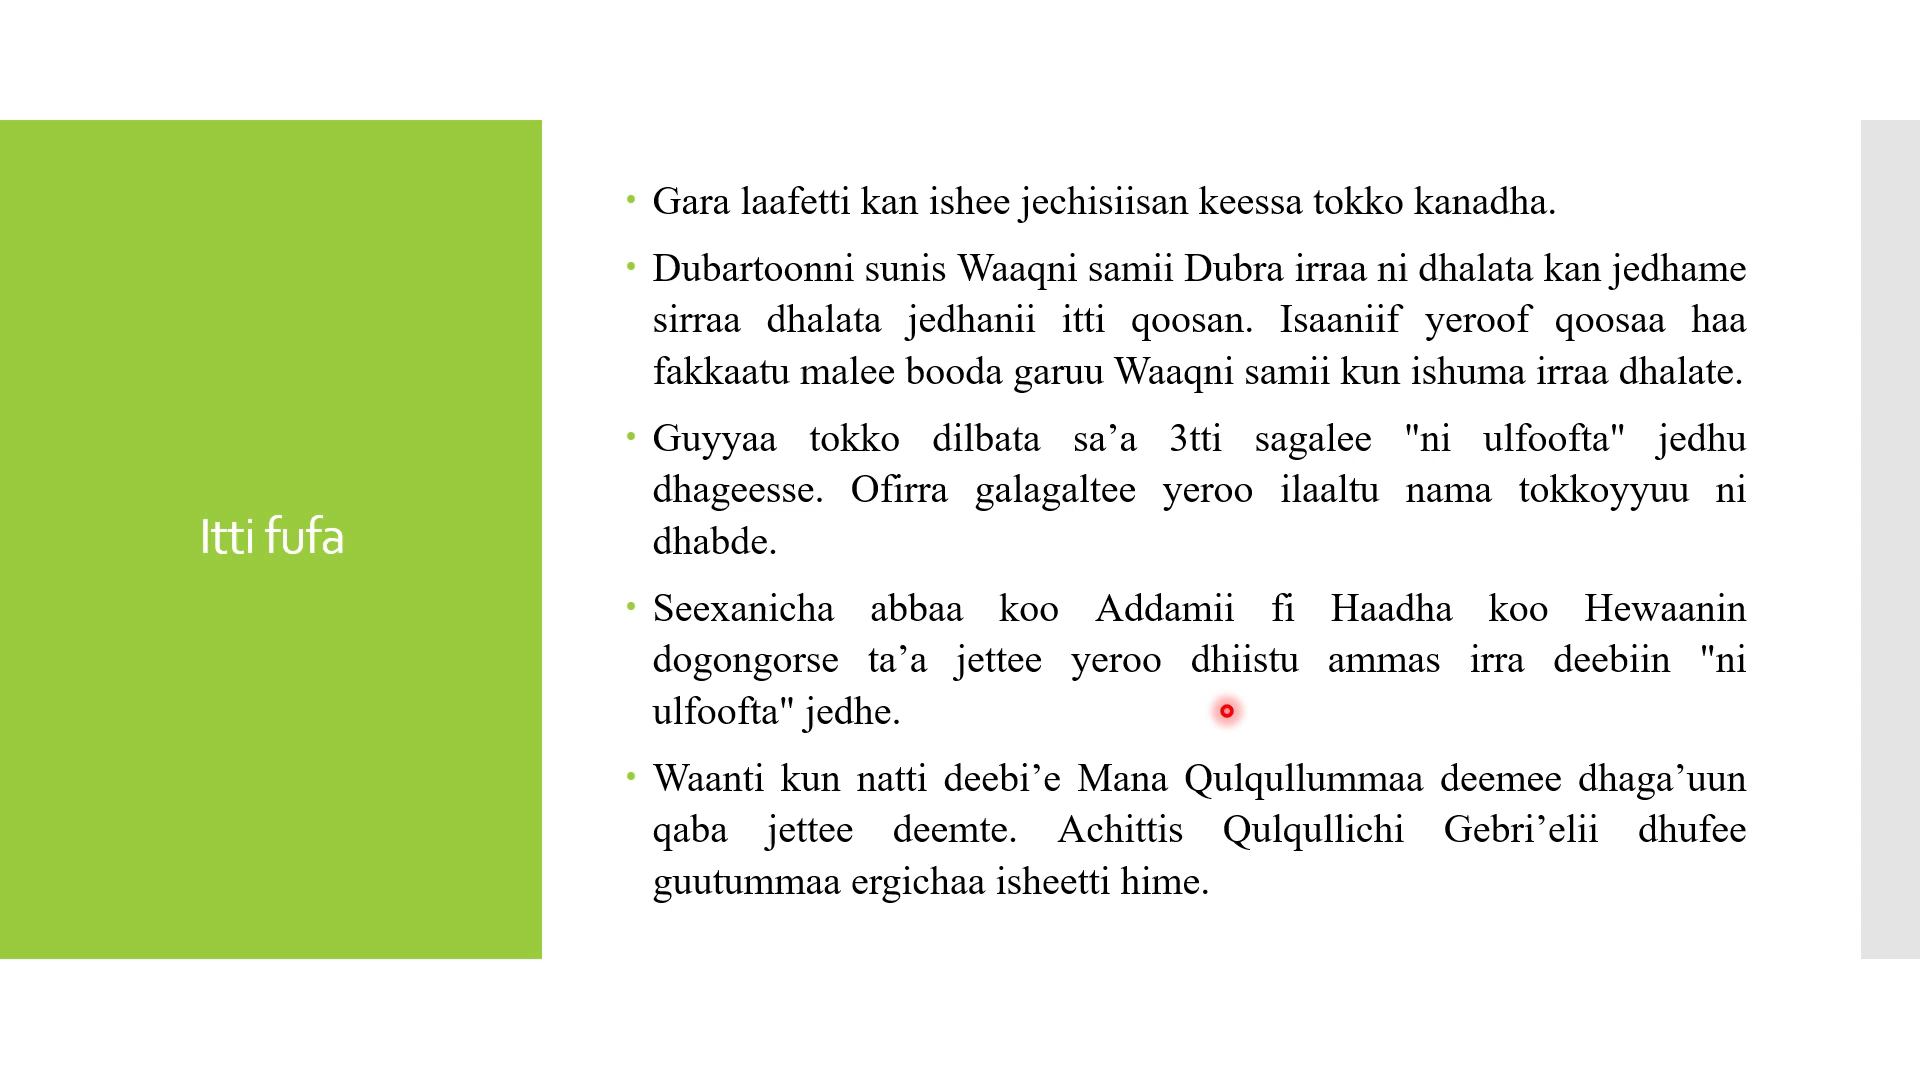 Itti fufa
• Gara laafetti kan ishee jechisiisan keessa tokko kanadha.
• Dubartoonni sunis Waaqni samii Dubra irraa ni dhalata kan jedhame
sirraa dhalata jedhanii itti qoosan. Isaaniif yeroof qoosaa haa
fakkaatu malee booda garuu Waaqni samii kun ishuma irraa dhalate.
• Guyyaa tokko dilbata sa’a 3tti sagalee "ni ulfoofta" jedhu
dhageesse. Ofirra galagaltee yeroo ilaaltu nama tokkoyyuu ni
dhabde.
• Seexanicha abbaa koo Addamii fi Haadha koo Hewaanin
dogongorse ta’a jettee yeroo dhiistu ammas irra deebiin "ni
ulfoofta" jedhe.
• Waanti kun natti deebi’e Mana Qulqullummaa deemee dhaga’uun
qaba jettee deemte. Achittis Qulqullichi Gebri’elii dhufee
guutummaa ergichaa isheetti hime.